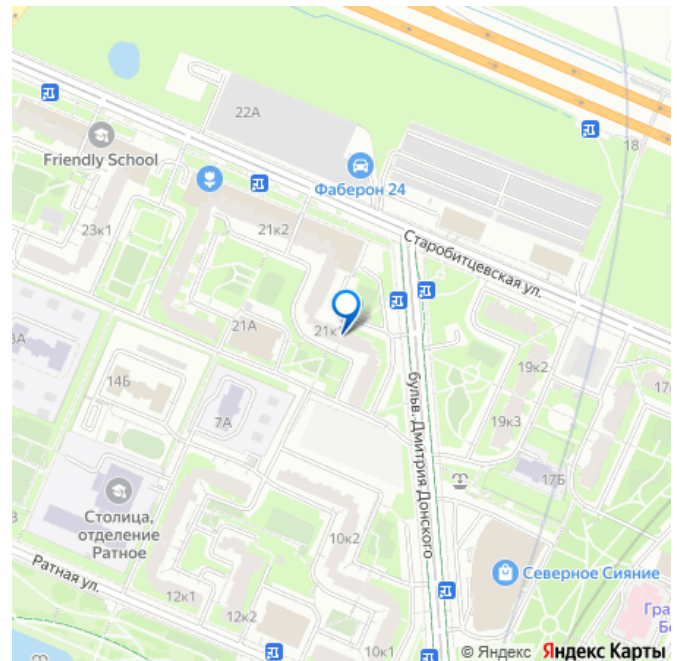 22А
18
Friendly School
Фаберон 24
23к1
21к2
Старобитцевская ул.
21А
19к2
14Б
7А
бульв. Дмитрия Донского
19к3
17Б
Столица,
отделение
Ратное
10к2
Северное Сияние
Ратная ул.
12к1
12к2
10к1
© Яндекс Яндекс Карты